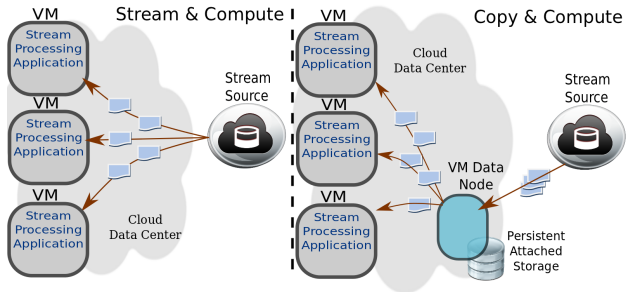 Stream & Compute
VM
Stream
Processing
Application
VM
Stream
Processing
Application
VM
Stream
Processing
Application
Stream
Source
Cloud
Data Center
Copy & Compute
VM
Stream
Processing
Application
VM
Stream
Processing
Application
VM
Stream
Processing
Application
Cloud
Data Center
VM Data
Node
Stream
Source
Persistent
Attached
Storage